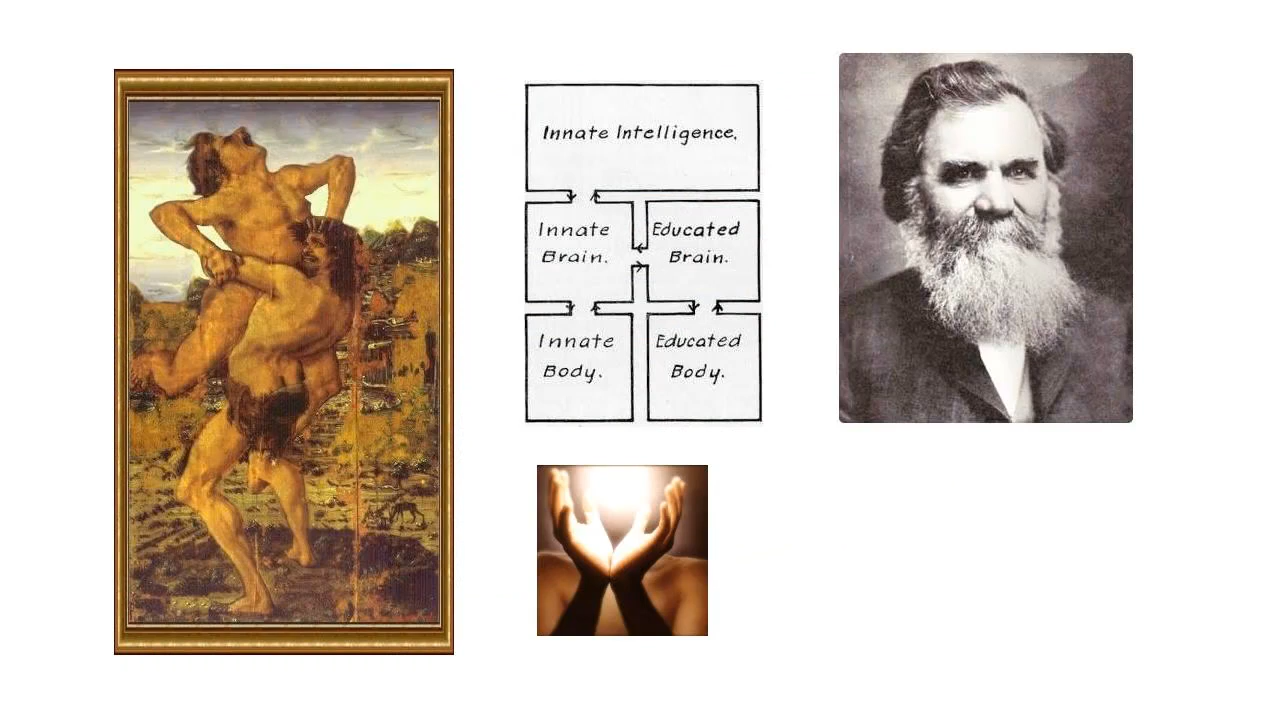 Innate Intelligence.
Innate
Brain.
Educated
Brain.
Innate
Body.
Educated
Body.